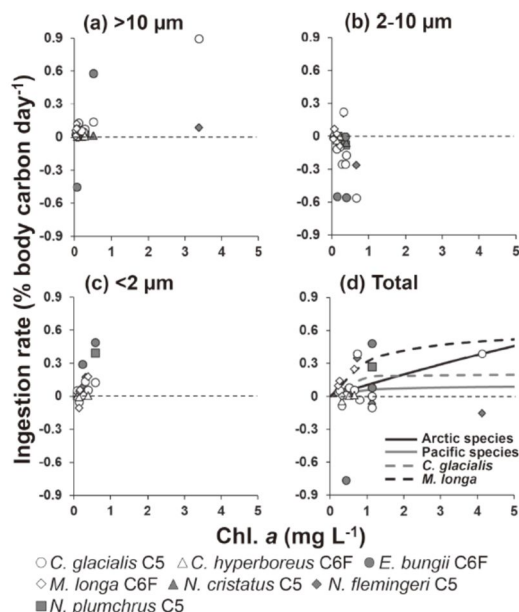 (a) >10 µm
(b) 2-10 µm
0.9
0.6
0.3
0
-0.3
-0.6
-0.9
0 1 2 3 4 5
0.9
0.6
0.3
0
-0.3
-0.6
-0.9
0 1 2 3 4 5
Ingestion rate (% body carbon day-1)
(c) <2 µm
(d) Total
0.9
0.6
0.3
0
-0.3
-0.6
-0.9
0 1 2 3 4 5
0.9
0.6
0.3
0
-0.3
-0.6
-0.9
0 1 2 3 4 5
Arctic species
Pacific species
C. glacialis
M. longa
Chl. a (mg L-1)
C. glacialis C5 C. hyperboreus C6F E. bungii C6F
M. longa C6F N. cristatus C5 N. flemingeri C5
N. plumchrus C5